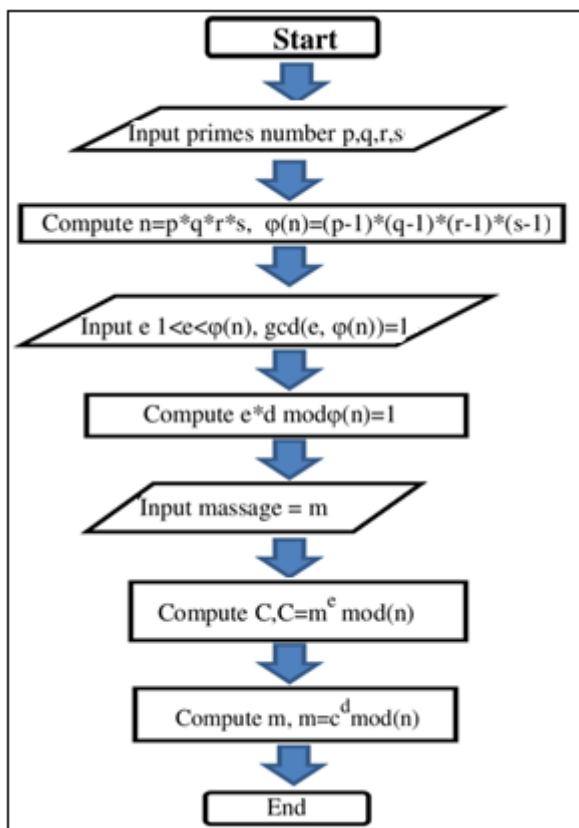 Start
Input primes number p,q,r,s
Compute n=p*q*r*s, φ(n)=(p-1)*(q-1)*(r-1)*(s-1)
Input e 1<e<φ(n), gcd(e, φ(n))=1
Compute e*d modφ(n)=1
Input massage = m
Compute C,C=m^e mod(n)
Compute m, m=c^d mod(n)
End